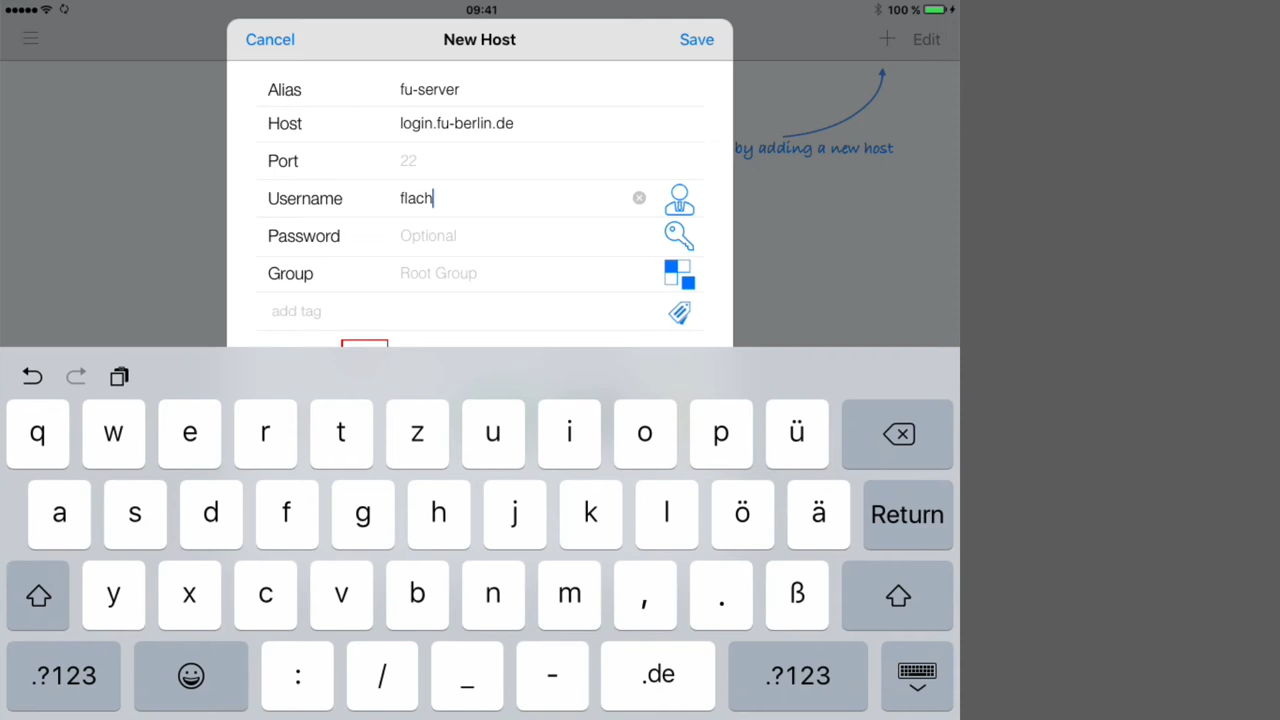 09:41
100 %
Cancel New Host Save
Edit
Alias fu-server
Host login.fu-berlin.de
by adding a new host
Port 22
Username flach
Password Optional
Group Root Group
add tag
q w e r t z u i o p ü
a s d f g h j k l ö ä Return
y x c v b n m , . ß
.?123 : / _ - .de .?123